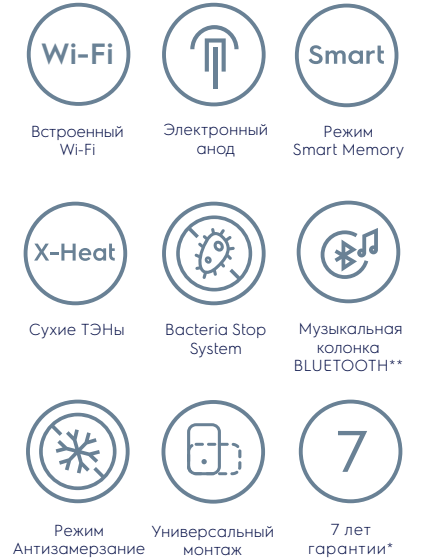 Wi-Fi
Smart
Встроенный
Wi-Fi
Электронный
анод
Режим
Smart Memory
X-Heat
Сухие ТЭНы
Bacteria Stop
System
Музыкальная
колонка
BLUETOOTH**
7
Режим
Антизамерзание
Универсальный
монтаж
7 лет
гарантии*